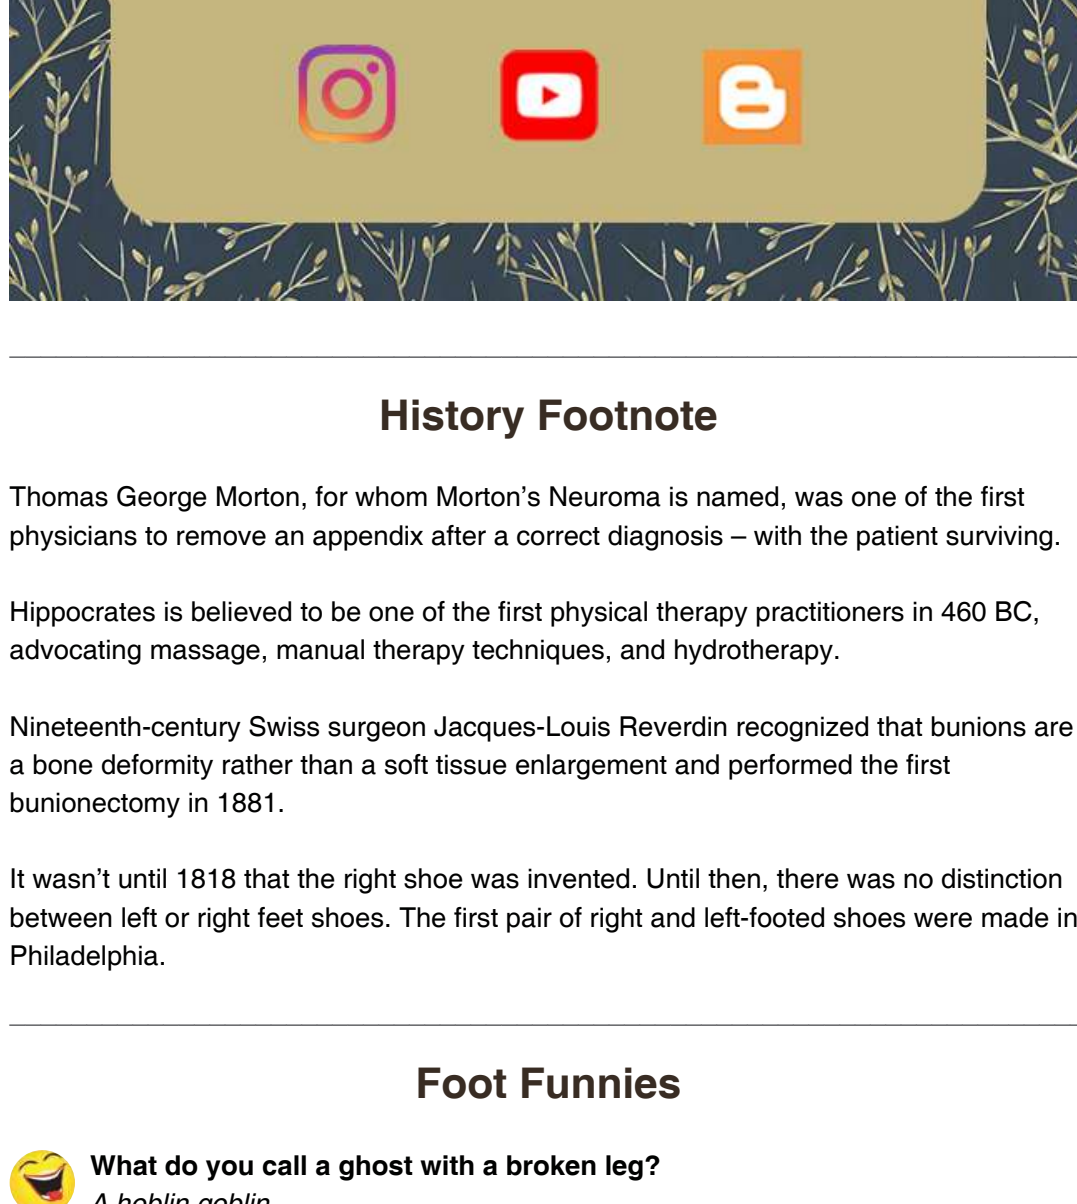 History Footnote
Thomas George Morton, for whom Morton’s Neuroma is named, was one of the first
physicians to remove an appendix after a correct diagnosis – with the patient surviving.
Hippocrates is believed to be one of the first physical therapy practitioners in 460 BC,
advocating massage, manual therapy techniques, and hydrotherapy.
Nineteenth-century Swiss surgeon Jacques-Louis Reverdin recognized that bunions are
a bone deformity rather than a soft tissue enlargement and performed the first
bunionectomy in 1881.
It wasn’t until 1818 that the right shoe was invented. Until then, there was no distinction
between left or right feet shoes. The first pair of right and left-footed shoes were made in
Philadelphia.
Foot Funnies
What do you call a ghost with a broken leg?
A hoblin goblin